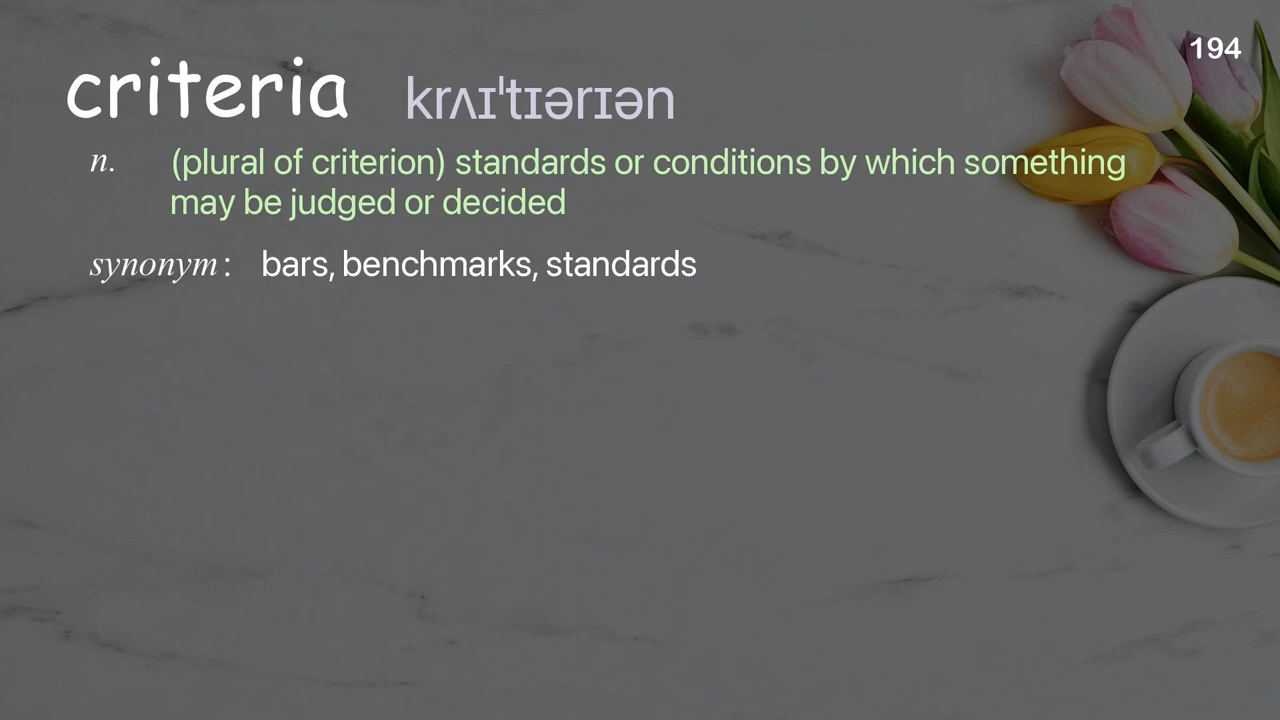 194
criteria krʌɪˈtɪərɪən
n. (plural of criterion) standards or conditions by which something
may be judged or decided
synonym : bars, benchmarks, standards